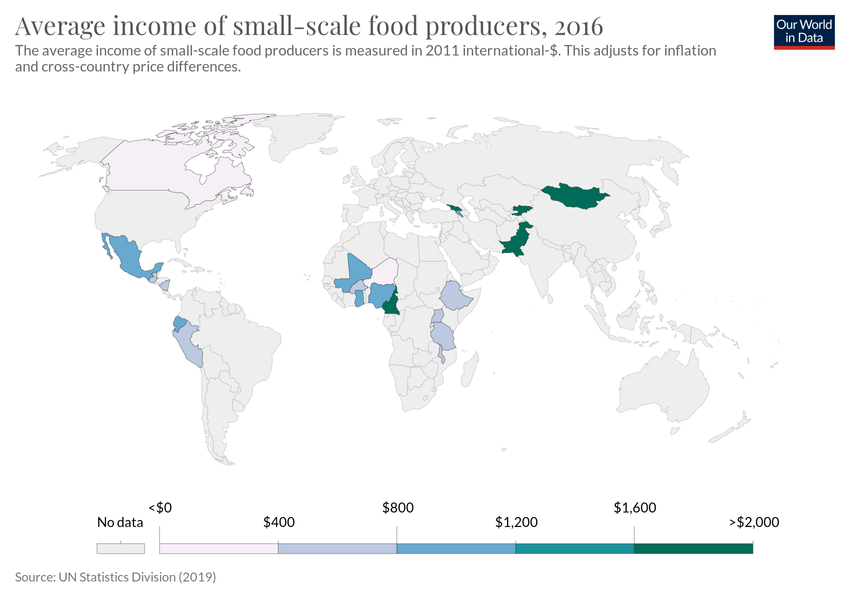 Average income of small-scale food producers, 2016
Our World
in Data
The average income of small-scale food producers is measured in 2011 international-$. This adjusts for inflation
and cross-country price differences.
<$0
$800
$1,600
No data
$400
$1,200
>$2,000
Source: UN Statistics Division (2019)